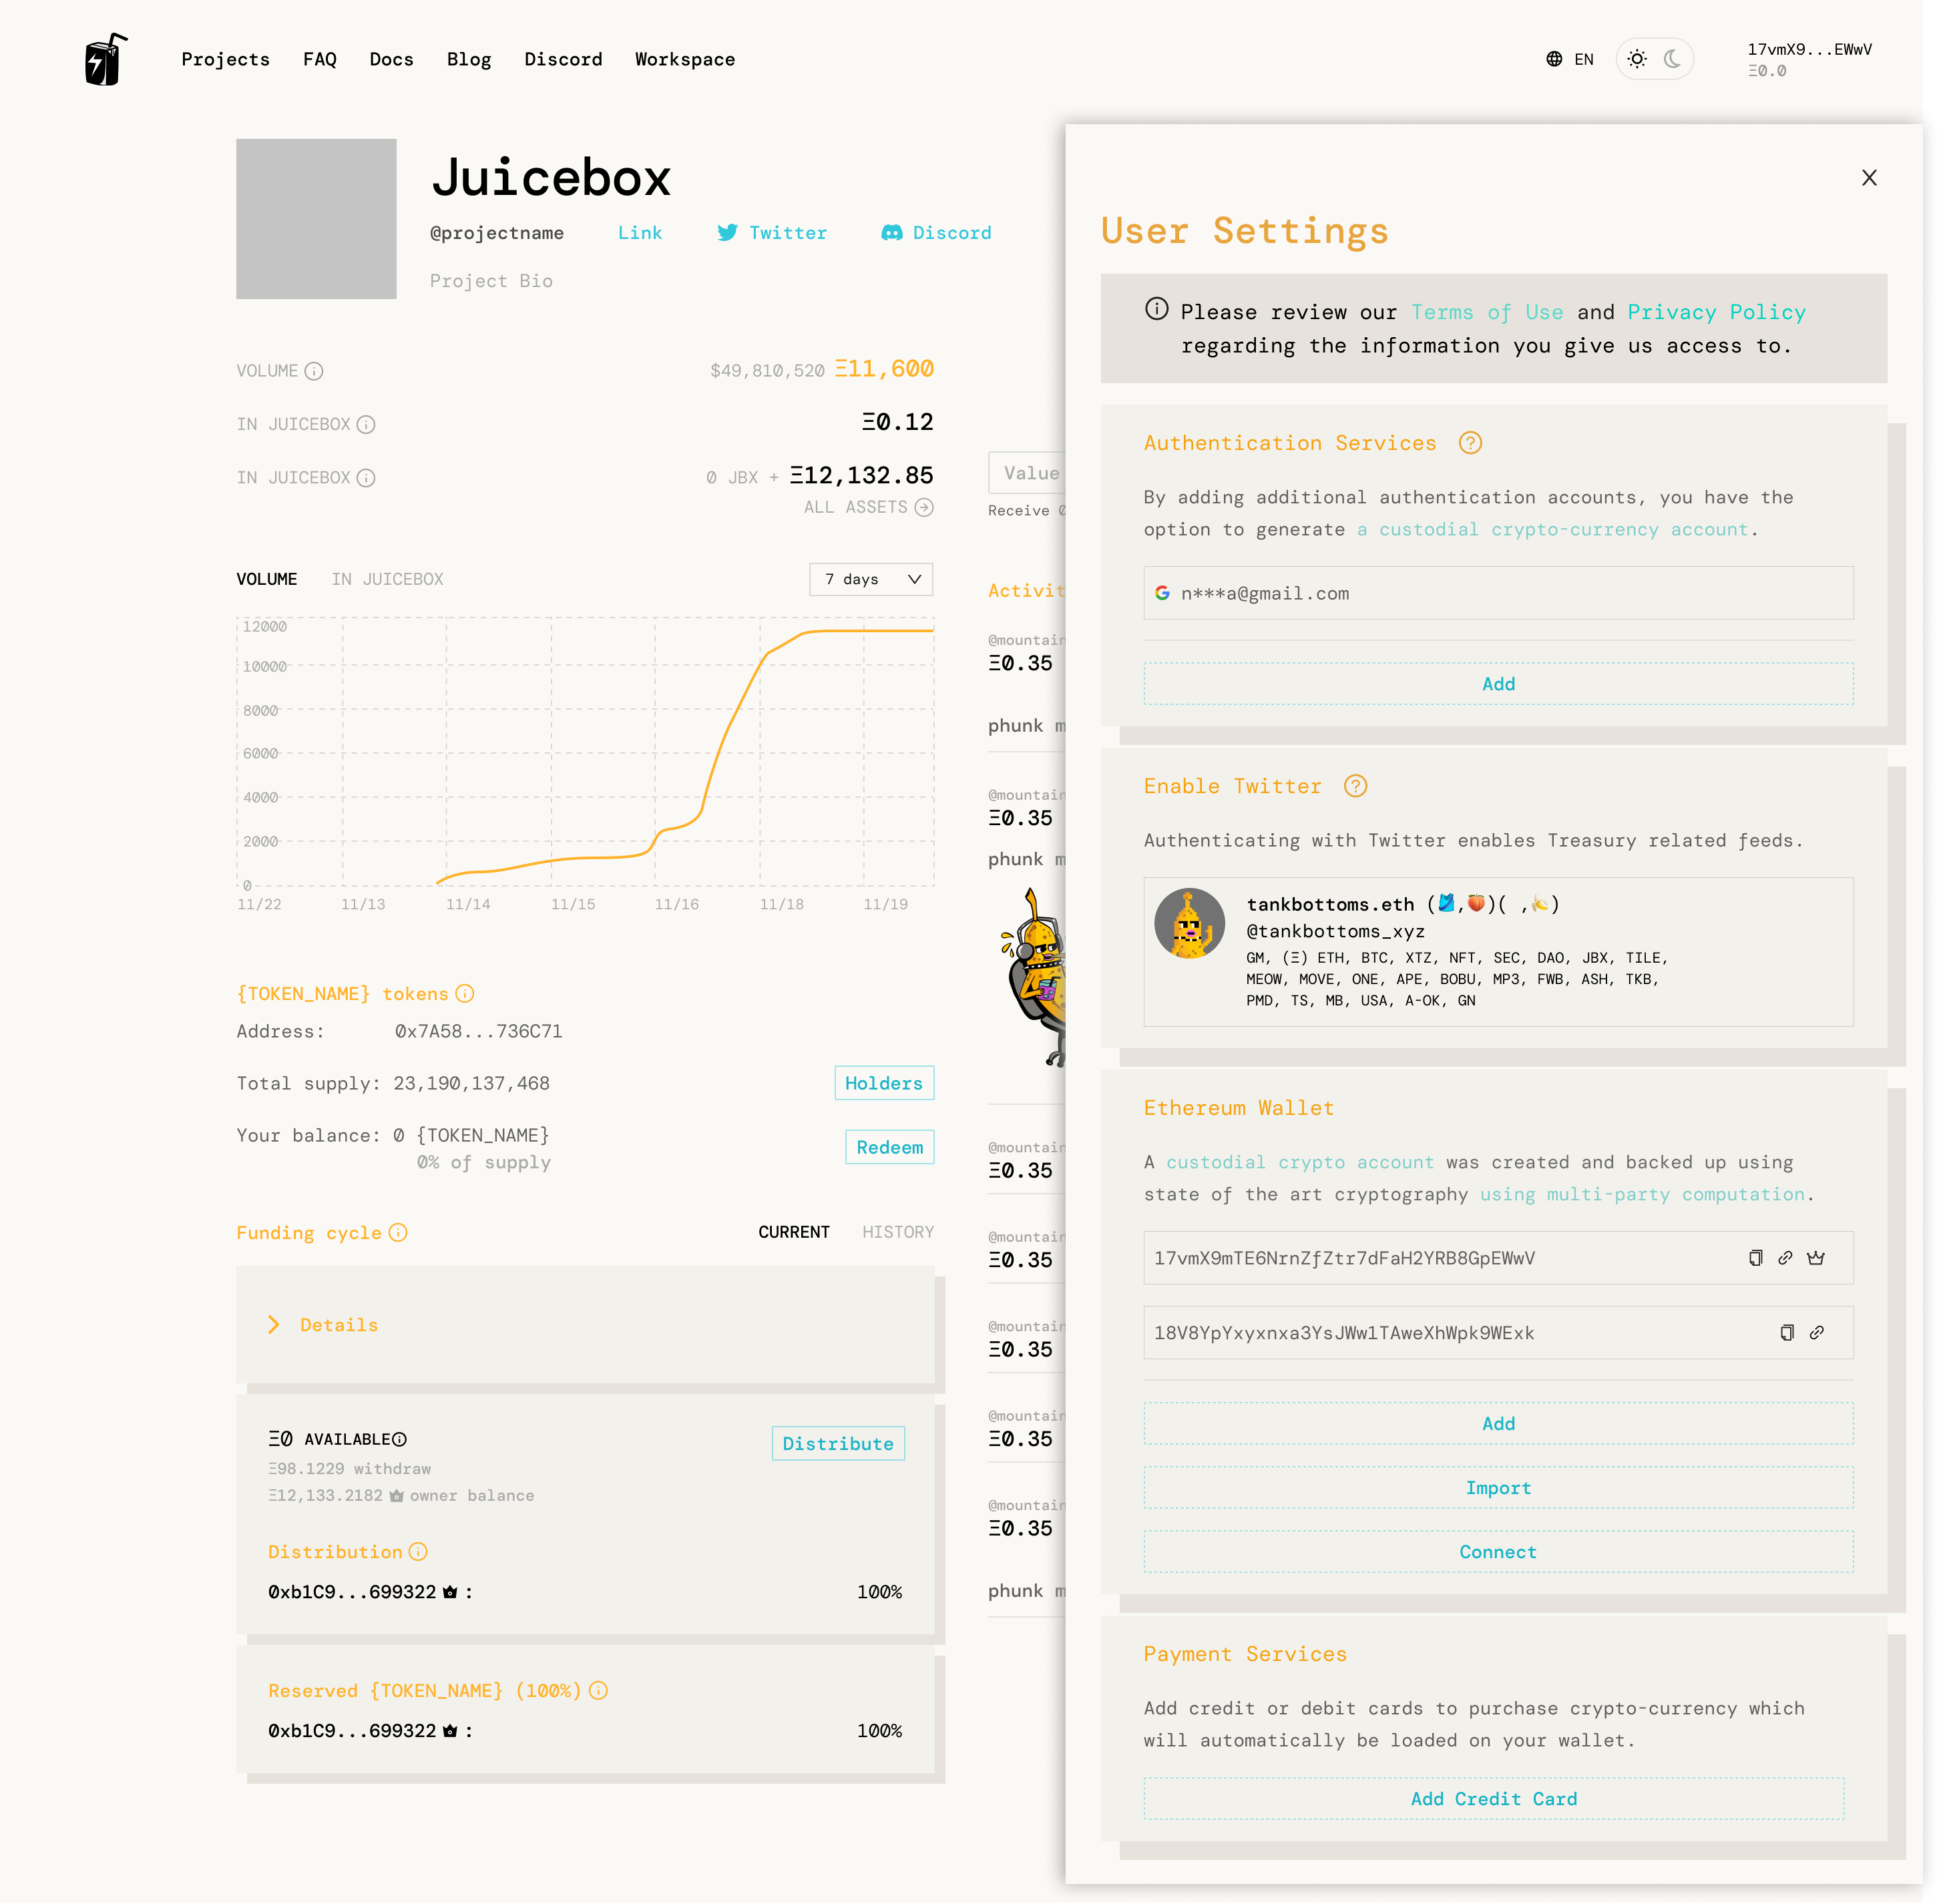 Projects FAQ Docs Blog Discord Workspace
EN
17vmX9...EWwV
Ξ0.0
Juicebox
@projectname Link Twitter Discord
Project Bio
VOLUME $49,810,520 Ξ11,600
IN JUICEBOX Ξ0.12
IN JUICEBOX 0 JBX + Ξ12,132.85
ALL ASSETS
VOLUME IN JUICEBOX 7 days
12000
10000
8000
6000
4000
2000
0
11/22 11/13 11/14 11/15 11/16 11/18 11/19
{TOKEN_NAME} tokens
Address: 0x7A58...736C71
Total supply: 23,190,137,468 Holders
Your balance: 0 {TOKEN_NAME} Redeem
0% of supply
Funding cycle CURRENT HISTORY
Details
Ξ0 AVAILABLE Distribute
Ξ98.1229 withdraw
Ξ12,133.2182 owner balance
Distribution
0xb1C9...699322 : 100%
Reserved {TOKEN_NAME} (100%)
0xb1C9...699322 : 100%
Value
Receive 0
Activit
@mountain
Ξ0.35
phunk m
@mountain
Ξ0.35
phunk m
@mountain
Ξ0.35
@mountain
Ξ0.35
@mountain
Ξ0.35
@mountain
Ξ0.35
@mountain
Ξ0.35
phunk m
X
User Settings
Please review our Terms of Use and Privacy Policy
regarding the information you give us access to.
Authentication Services
By adding additional authentication accounts, you have the
option to generate a custodial crypto-currency account.
n***a@gmail.com
Add
Enable Twitter
Authenticating with Twitter enables Treasury related feeds.
tankbottoms.eth (🩱,🍑)( ,🍌)
@tankbottoms_xyz
GM, (Ξ) ETH, BTC, XTZ, NFT, SEC, DAO, JBX, TILE,
MEOW, MOVE, ONE, APE, BOBU, MP3, FWB, ASH, TKB,
PMD, TS, MB, USA, A-OK, GN
Ethereum Wallet
A custodial crypto account was created and backed up using
state of the art cryptography using multi-party computation.
17vmX9mTE6NrnZfZtr7dFaH2YRB8GpEWwV
18V8YpYxyxnxa3YsJWw1TAweXhWpk9WExk
Add
Import
Connect
Payment Services
Add credit or debit cards to purchase crypto-currency which
will automatically be loaded on your wallet.
Add Credit Card